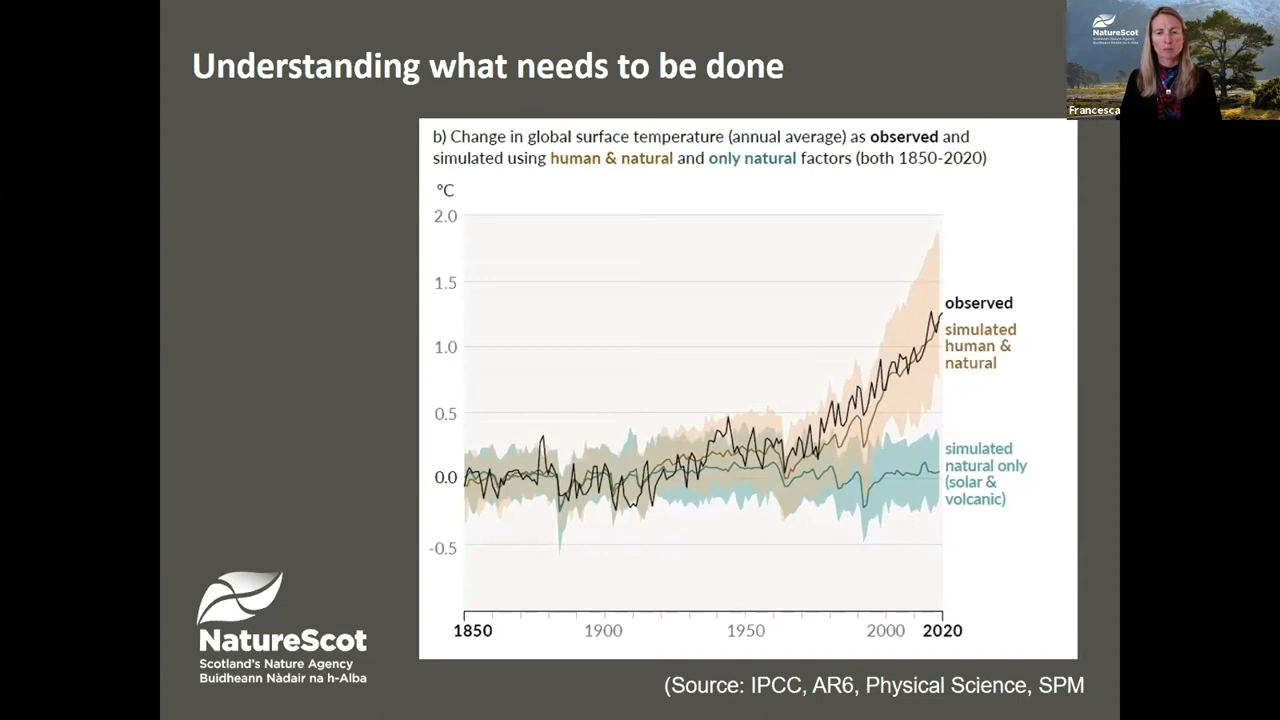 Understanding what needs to be done
NatureScot
Francesca
b) Change in global surface temperature (annual average) as observed and
simulated using human & natural and only natural factors (both 1850-2020)
ºC
2.0
1.5
1.0
0.5
0.0
-0.5
observed
simulated
human &
natural
simulated
natural only
(solar &
volcanic)
1850
1900
1950
2000
2020
NatureScot
Scotland's Nature Agency
Buidheann Nàdair na h-Alba
(Source: IPCC, AR6, Physical Science, SPM